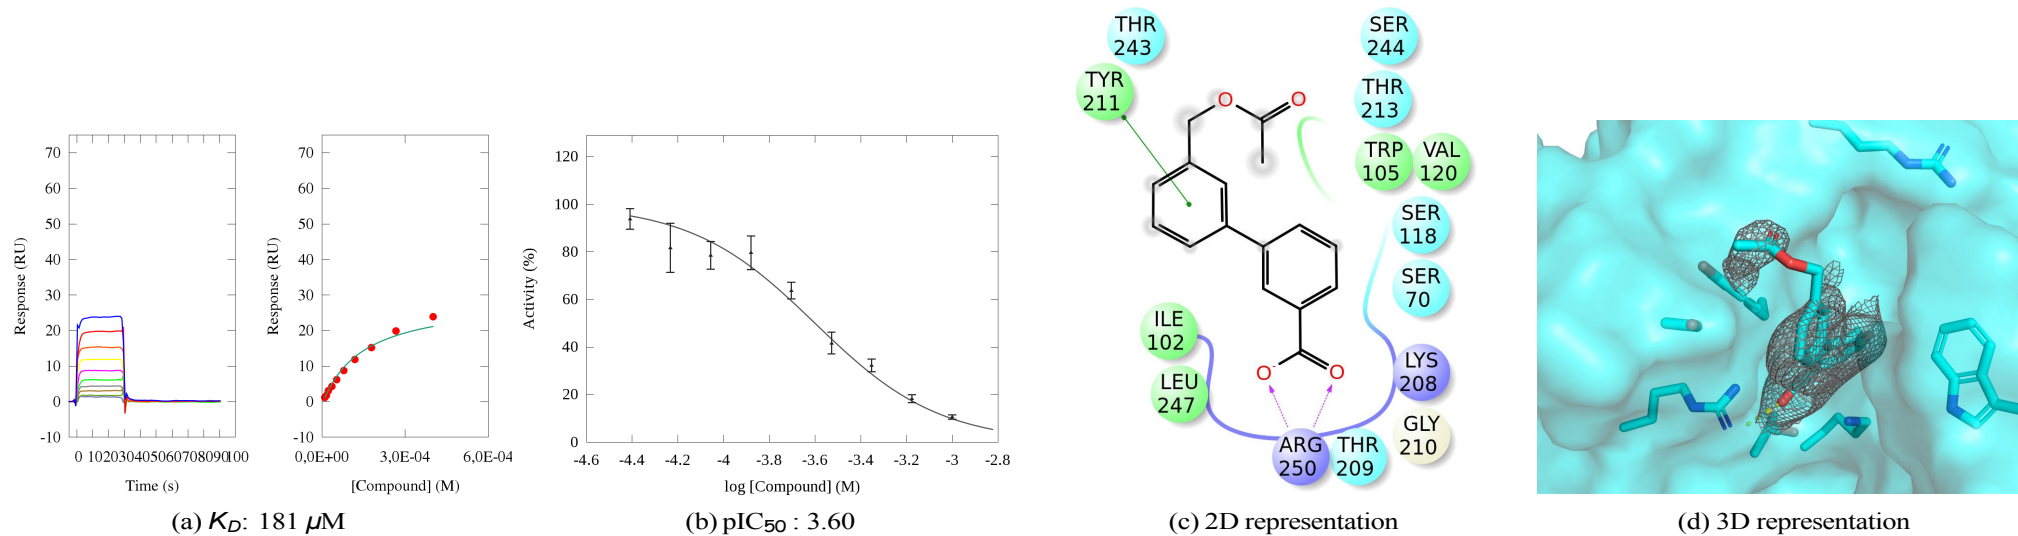 70
60
50
40
30
20
10
0
-10
Response (RU)
0 102030405060708090100
Time (s)
70
60
50
40
30
20
10
0
-10
Response (RU)
0,0E+00 3,0E-04 6,0E-04
[Compound] (M)
(a) K_D: 181 μM
120
100
80
60
40
20
0
Activity (%)
-4.6 -4.4 -4.2 -4 -3.8 -3.6 -3.4 -3.2 -3 -2.8
log [Compound] (M)
(b) pIC50 : 3.60
THR
243
TYR
211
SER
244
THR
213
TRP
105
VAL
120
SER
118
SER
70
ILE
102
LEU
247
LYS
208
GLY
210
ARG
250
THR
209
O
O
O-
O
(c) 2D representation
(d) 3D representation